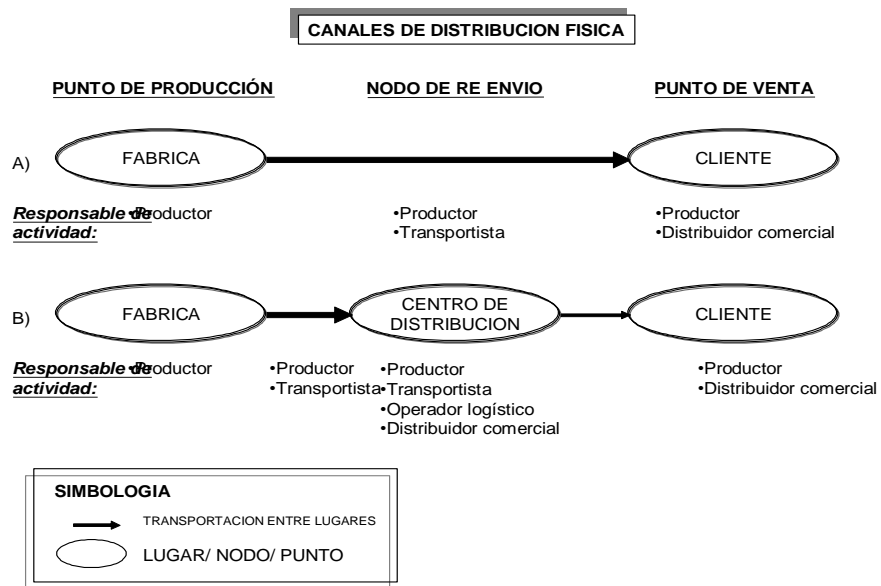 CANALES DE DISTRIBUCION FISICA
PUNTO DE PRODUCCIÓN NODO DE RE ENVIO PUNTO DE VENTA
A) FABRICA CLIENTE
Responsable de •Productor •Productor •Productor
actividad: •Transportista •Distribuidor comercial
B) FABRICA CENTRO DE DISTRIBUCION CLIENTE
Responsable de •Productor •Productor •Productor •Productor
actividad: •Transportista •Transportista •Distribuidor comercial
•Operador logístico
•Distribuidor comercial
SIMBOLOGIA
TRANSPORTACION ENTRE LUGARES
LUGAR/ NODO/ PUNTO